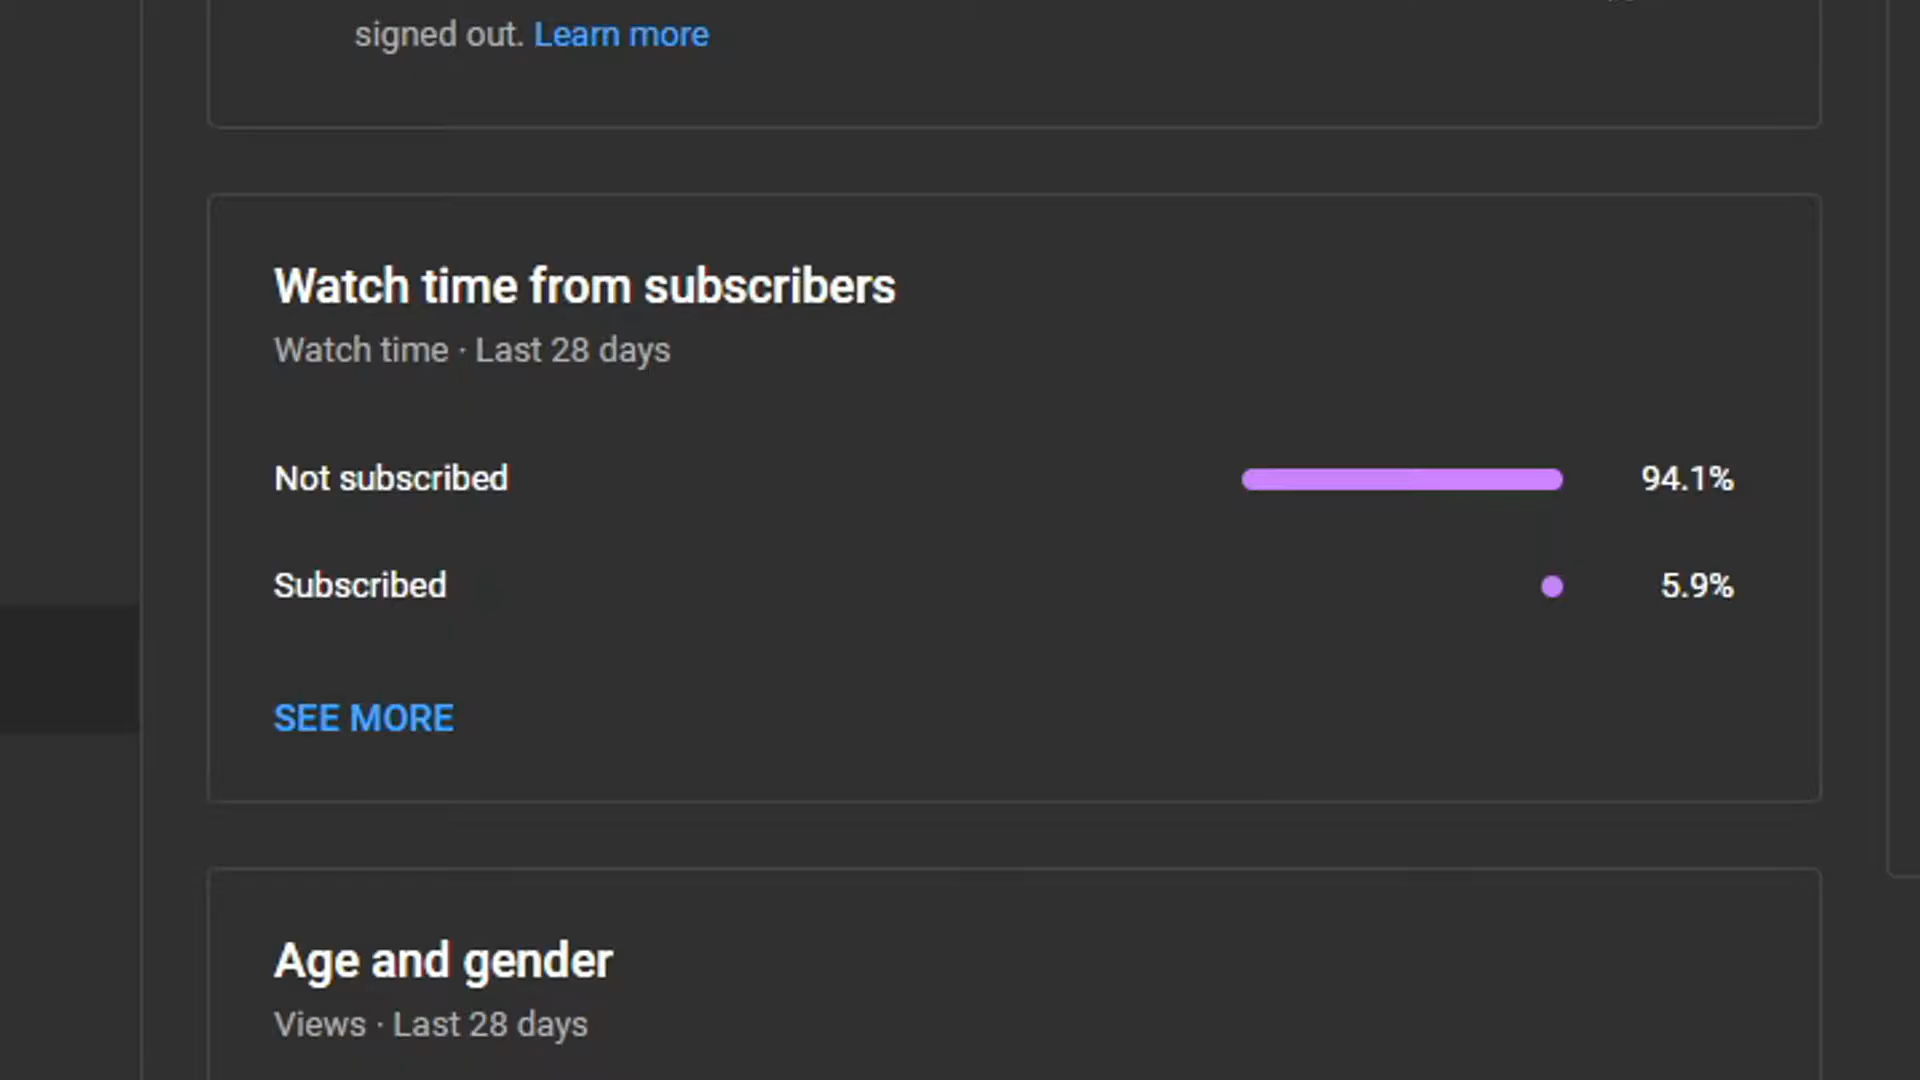 signed out. Learn more
Watch time from subscribers
Watch time · Last 28 days
Not subscribed 94.1%
Subscribed 5.9%
SEE MORE
Age and gender
Views · Last 28 days